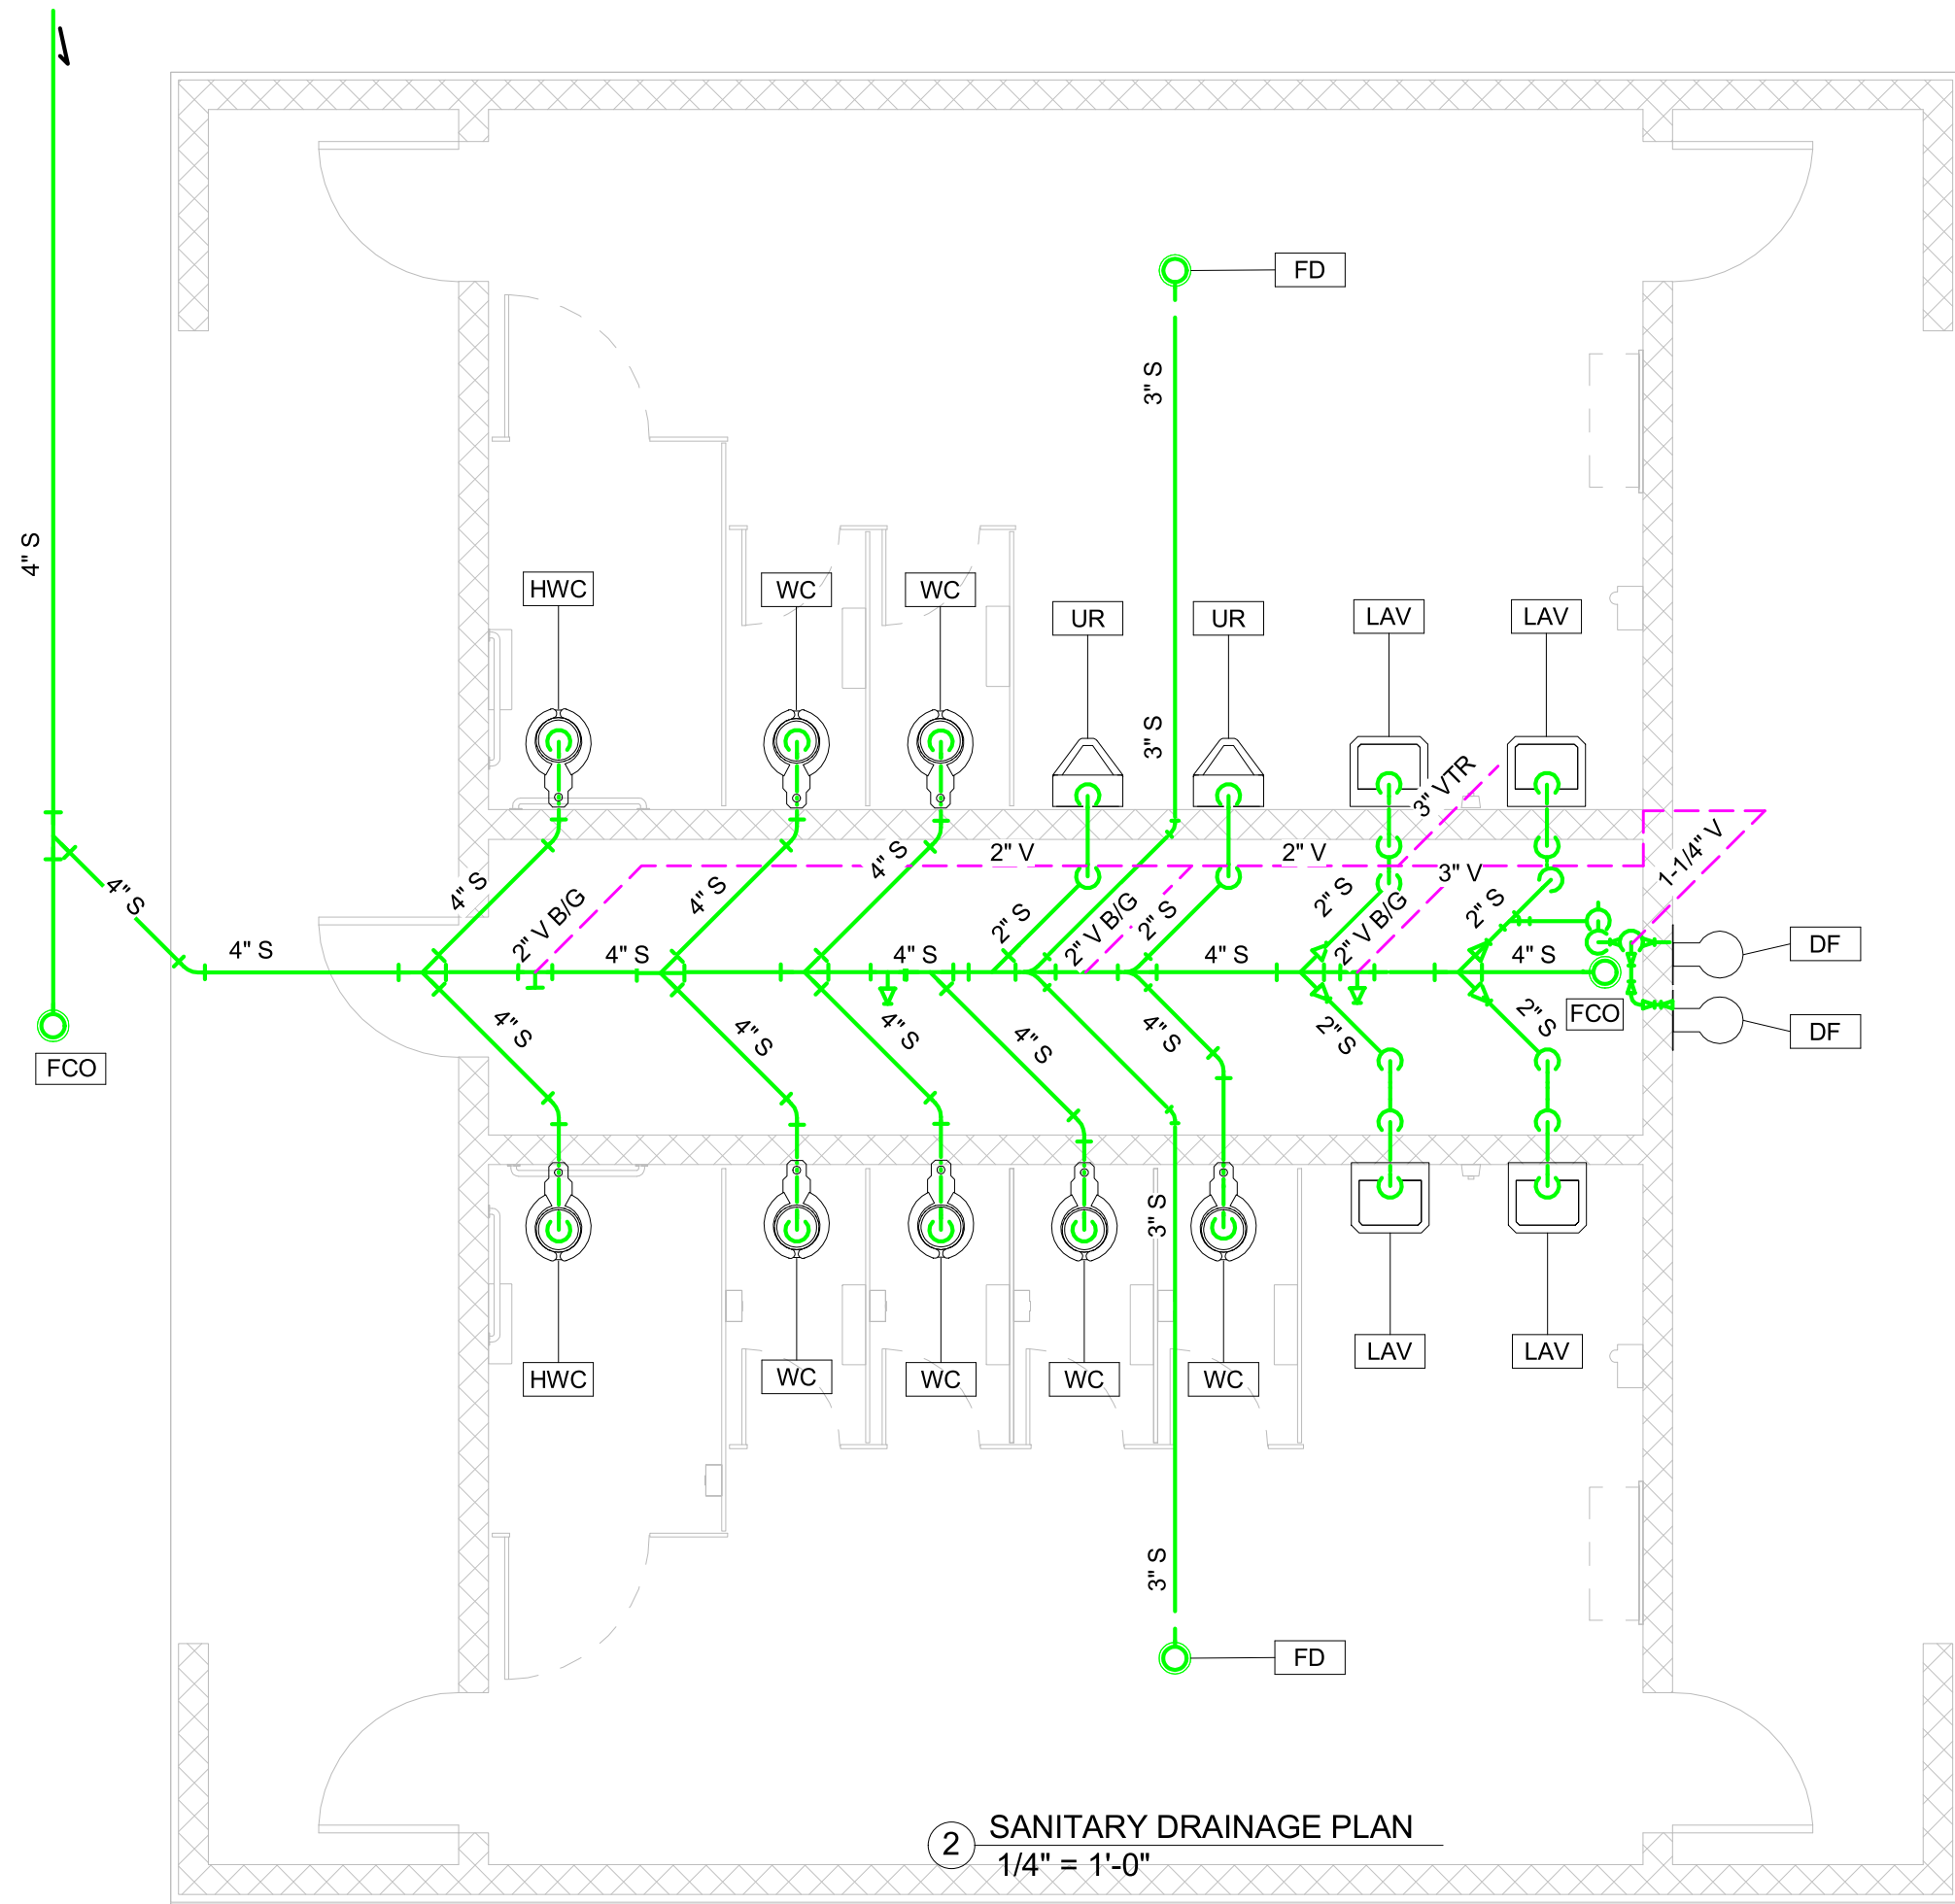 FD
3" S
4" S
HWC
WC
WC
UR
UR
LAV
LAV
3" S
3" VTR
2" V
2" V
3" V
1-1/4" V
4" S
4" S
4" S
4" S
2" V B/G
2" S
2" V B/G
2" S
2" S
2" V B/G
2" S
4" S
4" S
4" S
4" S
4" S
DF
FCO
DF
4" S
4" S
4" S
4" S
4" S
2" S
2" S
FCO
3" S
HWC
WC
WC
WC
WC
LAV
LAV
3" S
FD
2
SANITARY DRAINAGE PLAN
1/4" = 1'-0"